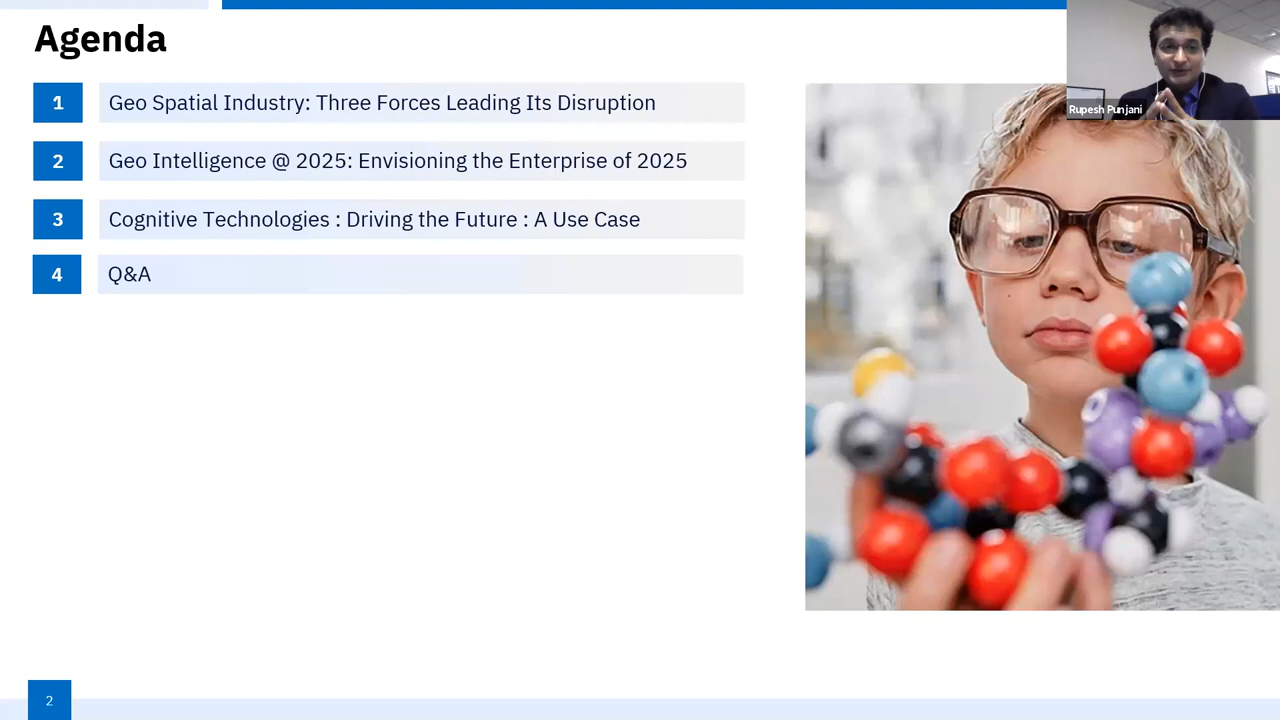 Agenda
Rupesh Punjani
1
Geo Spatial Industry: Three Forces Leading Its Disruption
2
Geo Intelligence @ 2025: Envisioning the Enterprise of 2025
3
Cognitive Technologies : Driving the Future : A Use Case
4
Q&A
2